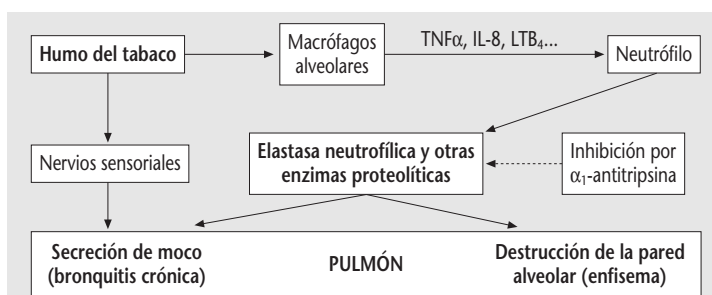 Humo del tabaco
Macrófagos
alveolares
TNFα, IL-8, LTB₄...
Neutrófilo
Nervios sensoriales
Elastasa neutrofílica y otras
enzimas proteolíticas
Inhibición por
α₁-antitripsina
Secreción de moco
(bronquitis crónica)
PULMÓN
Destrucción de la pared
alveolar (enfisema)